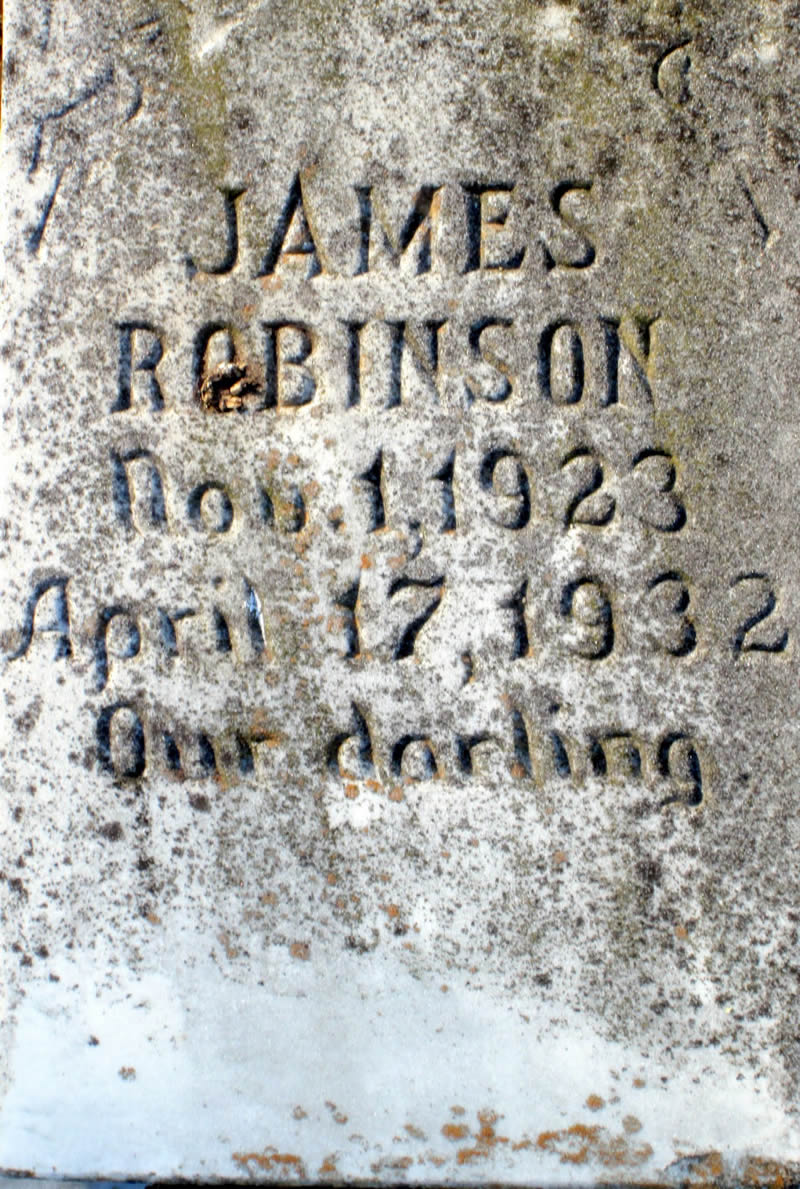 JAMES
ROBINSON
Nov. 1, 1923
April 17, 1932
Our darling